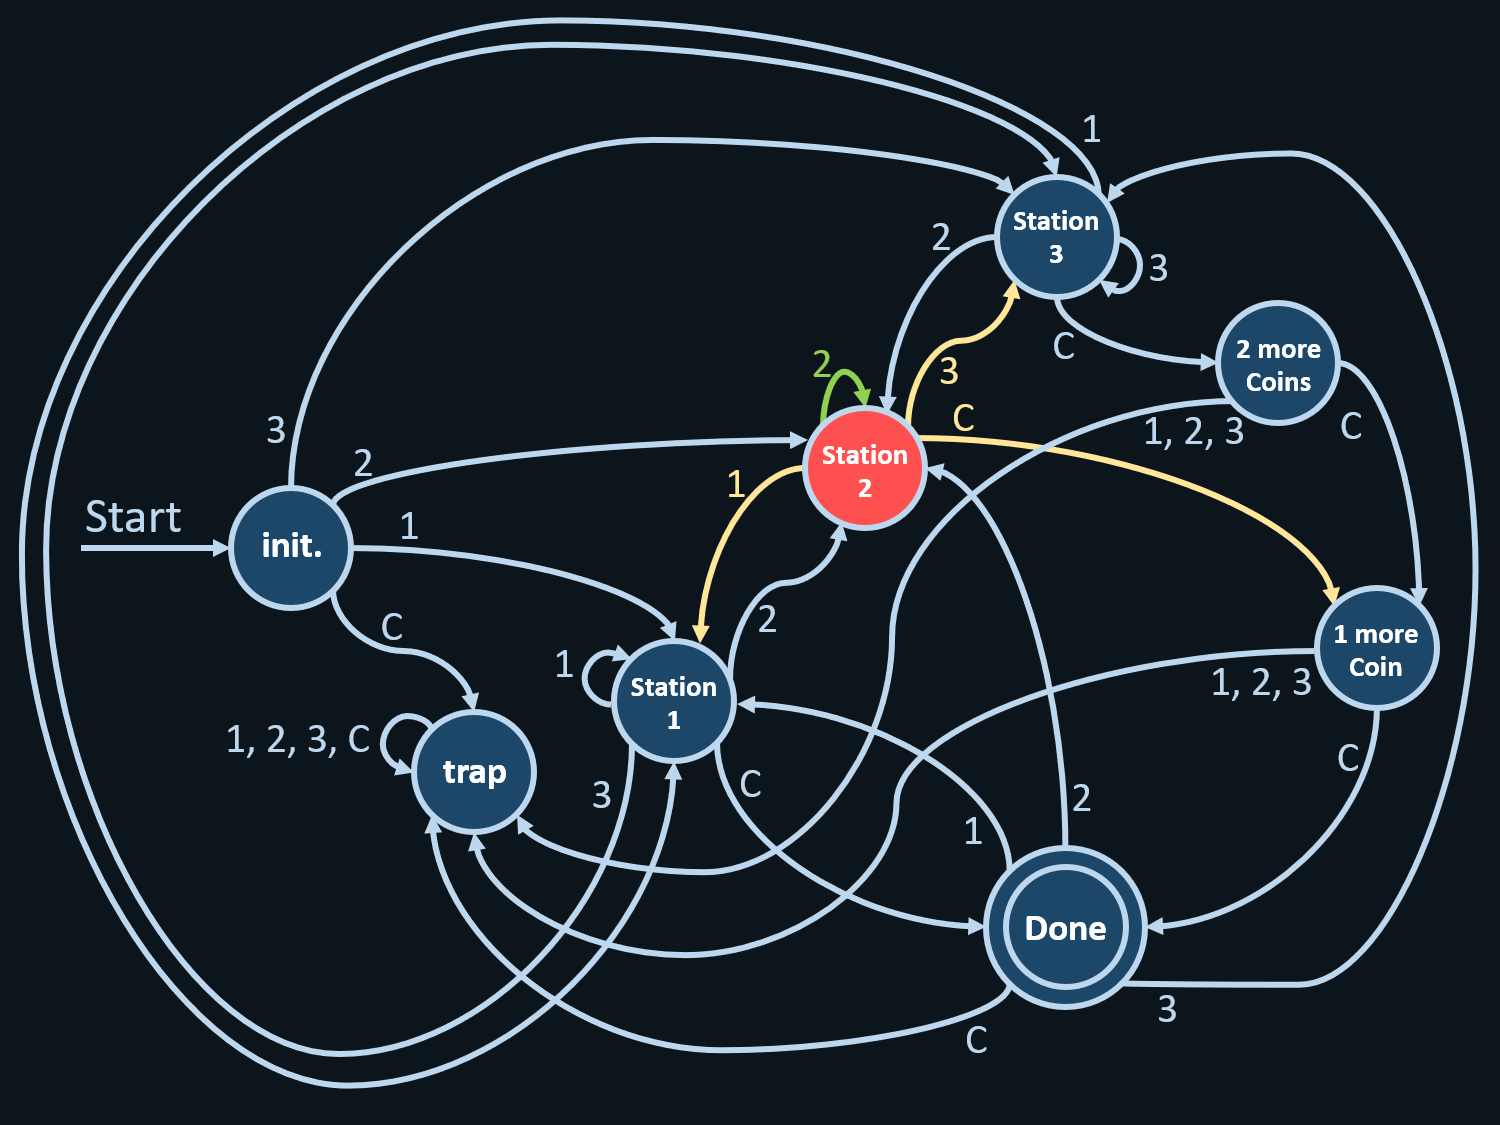 1
Station
3
2
3
C
2 more
Coins
2
3
C
1, 2, 3
C
3
2
Station
2
1
Start
init.
1
C
2
1
Station
1
1 more
Coin
1, 2, 3
1, 2, 3, C
trap
3
C
C
2
1
Done
3
C